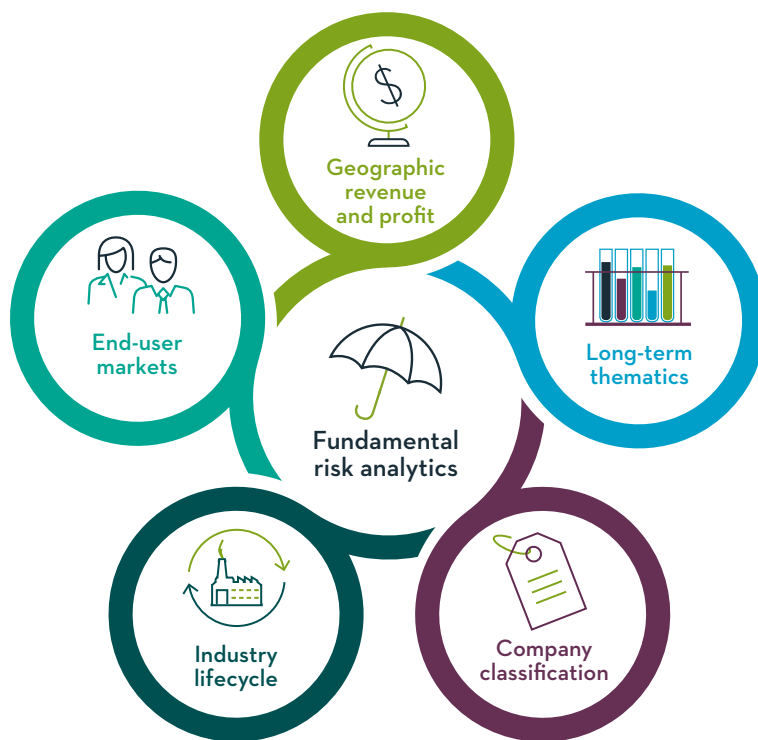 Geographic
revenue
and profit
End-user
markets
Long-term
thematics
Fundamental
risk analytics
Industry
lifecycle
Company
classification